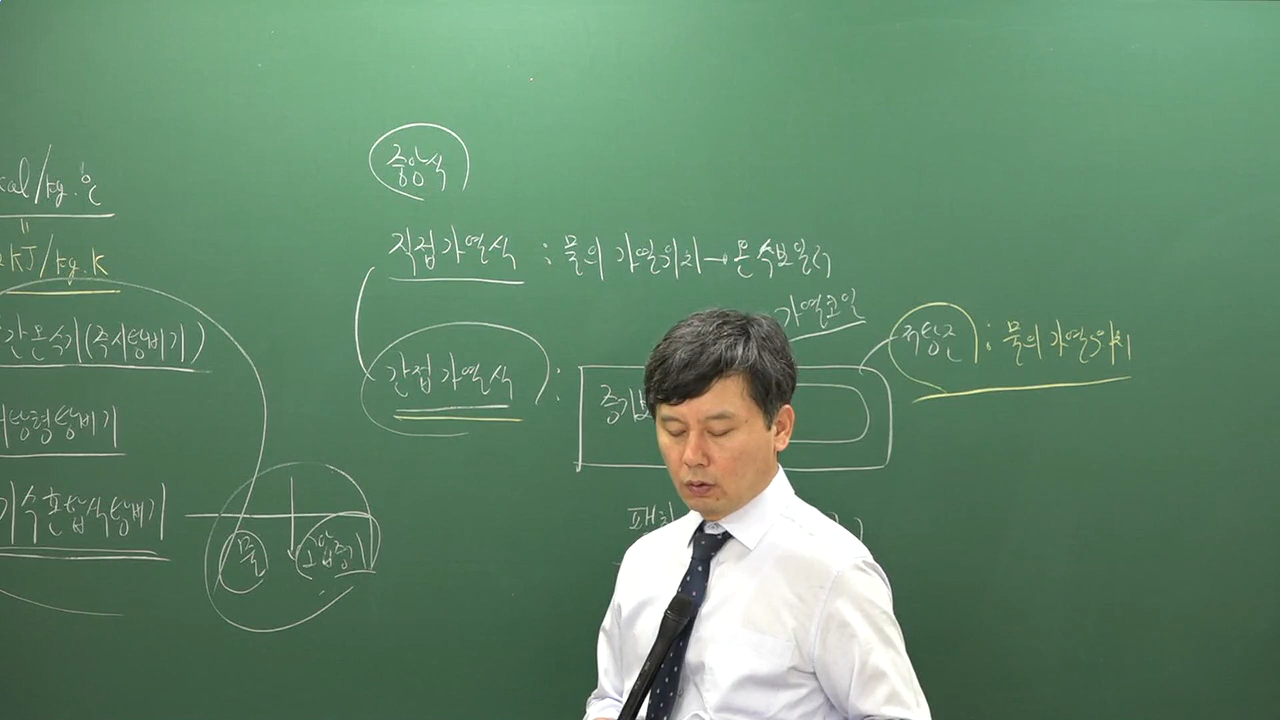 cal/kg·℃
"
kJ/kg.K
간온수기(즉시탕비기)
저탕형탕비기
기수혼합식탕비기
물
중앙식
직접가열식 : 물의 가열위치→온수보일러
간접가열식 :
가열코일
저탕조 : 물의 가열위치